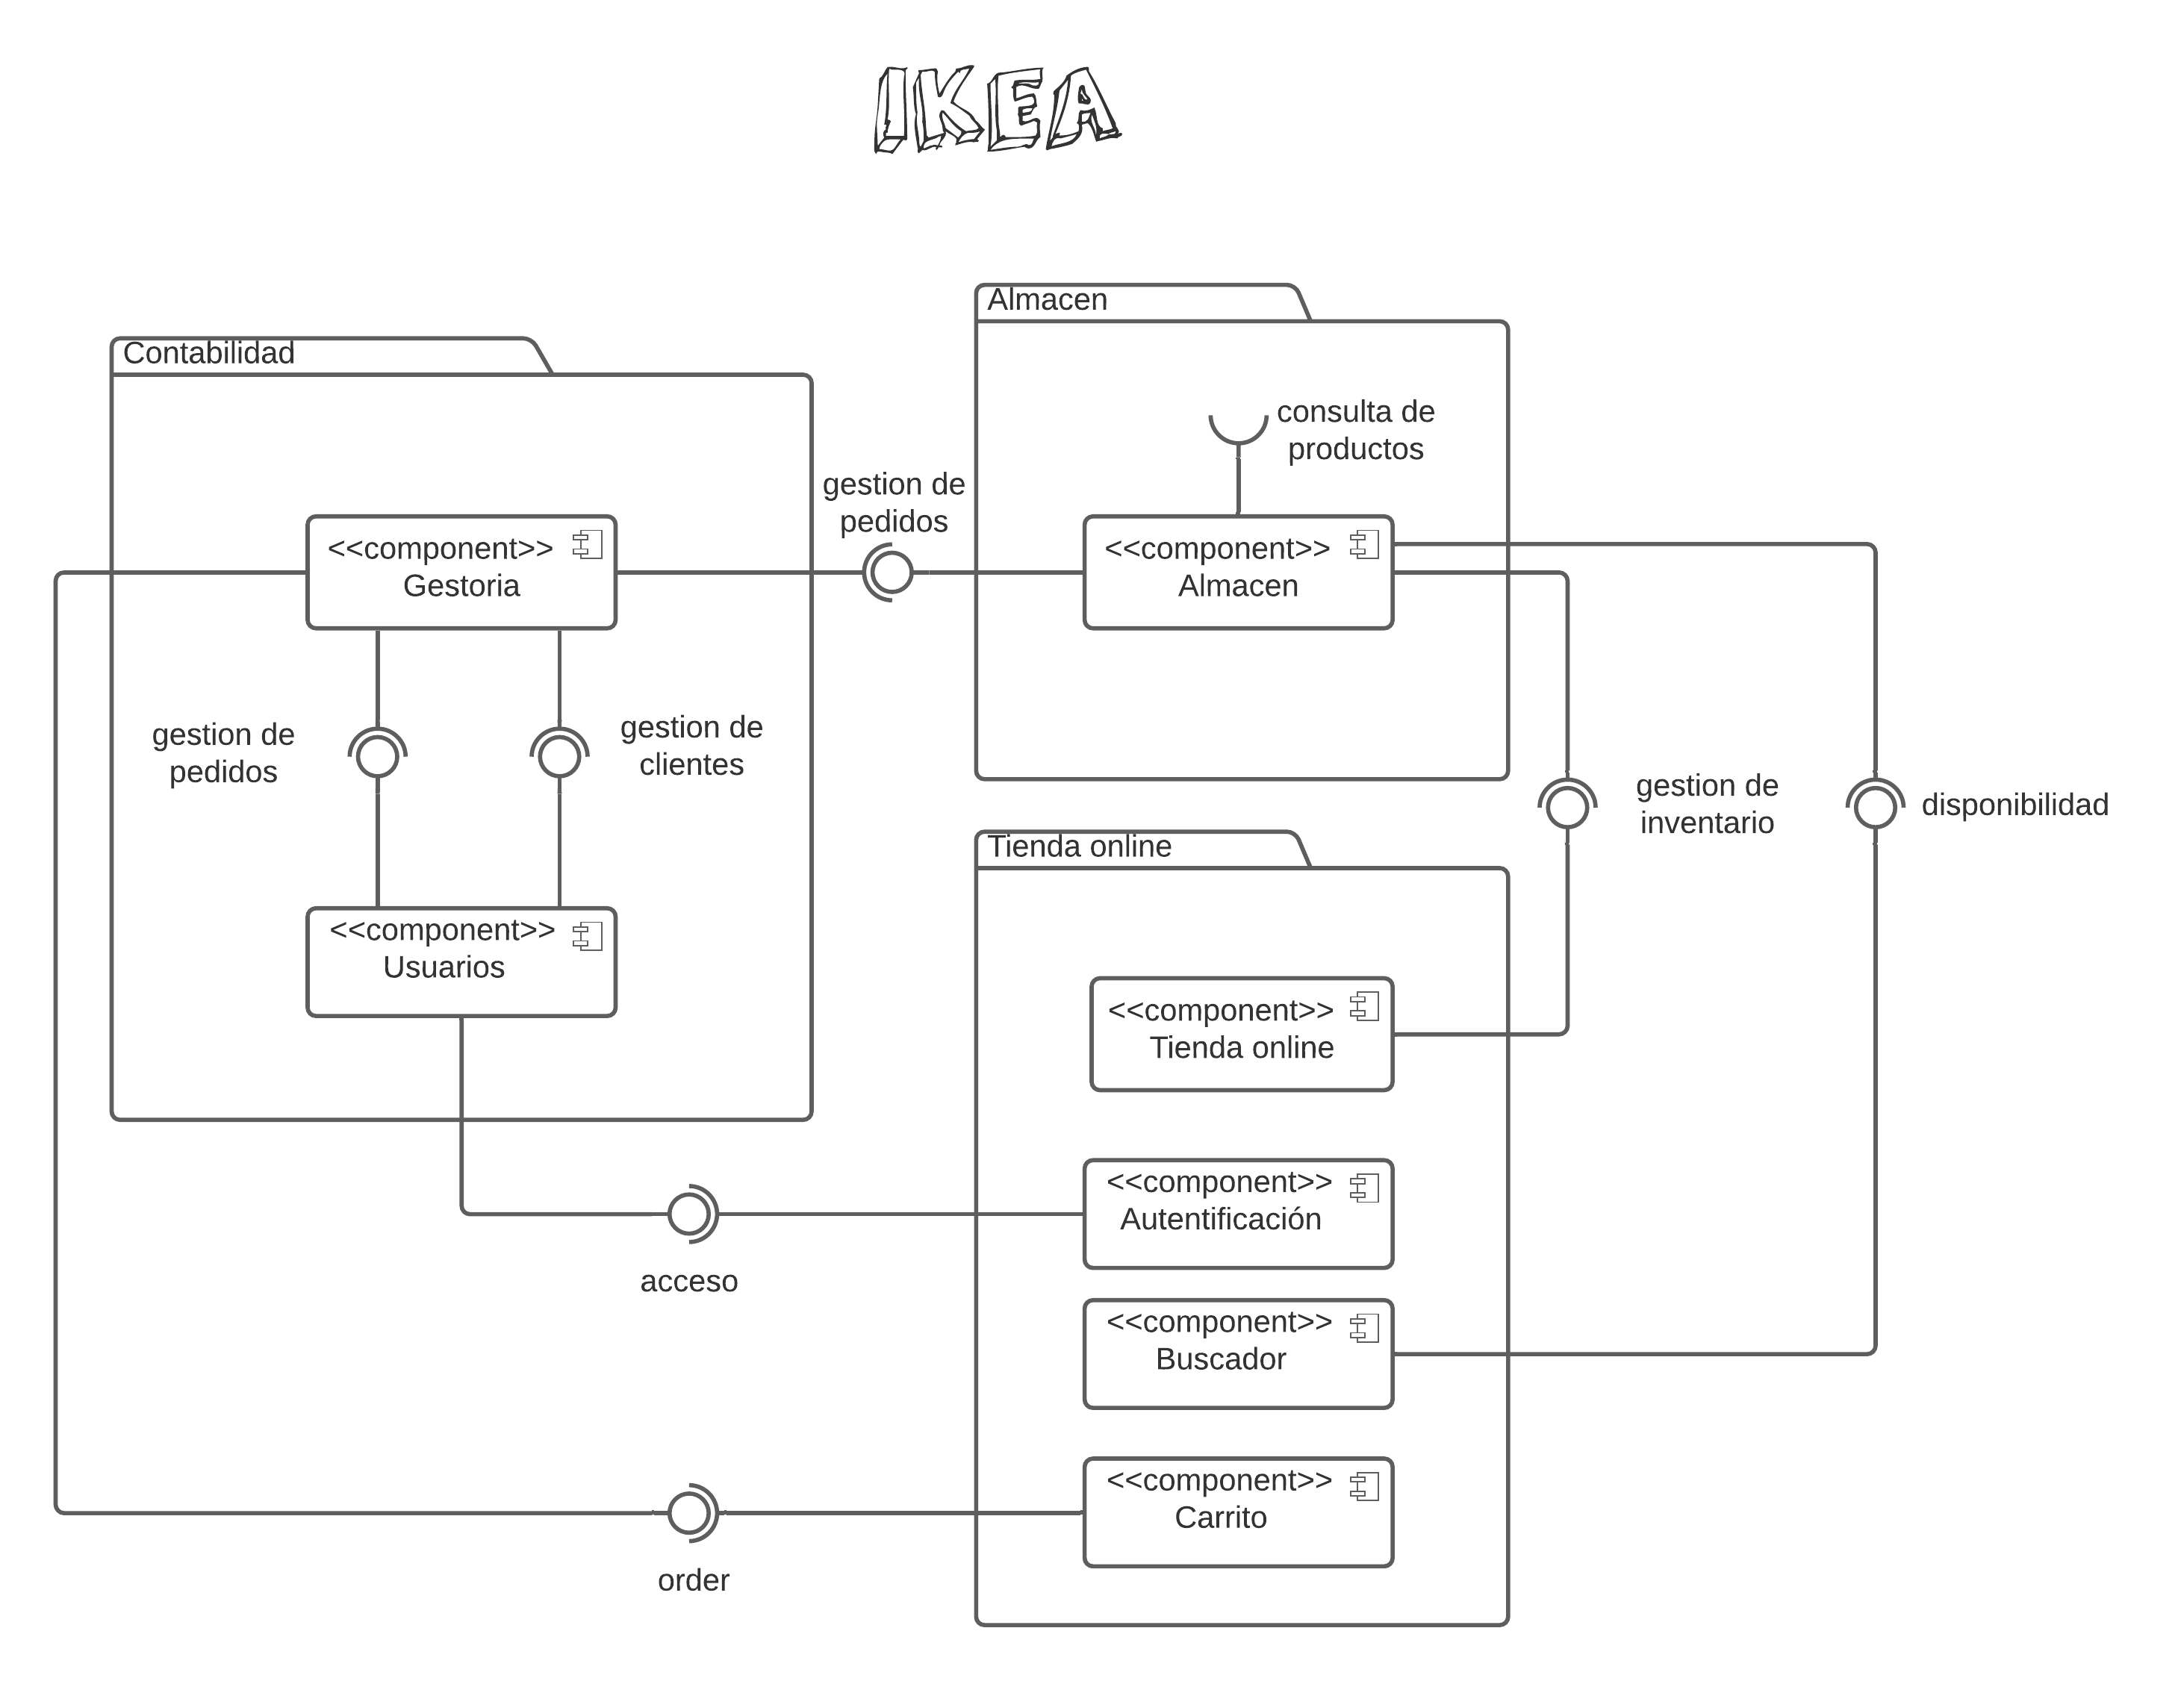 IKEA
Almacen
Contabilidad
consulta de
productos
gestion de
pedidos
<<component>>
Gestoria
<<component>>
Almacen
gestion de
pedidos
gestion de
clientes
gestion de
inventario
disponibilidad
Tienda online
<<component>>
Usuarios
<<component>>
Tienda online
<<component>>
Autentificación
acceso
<<component>>
Buscador
<<component>>
Carrito
order